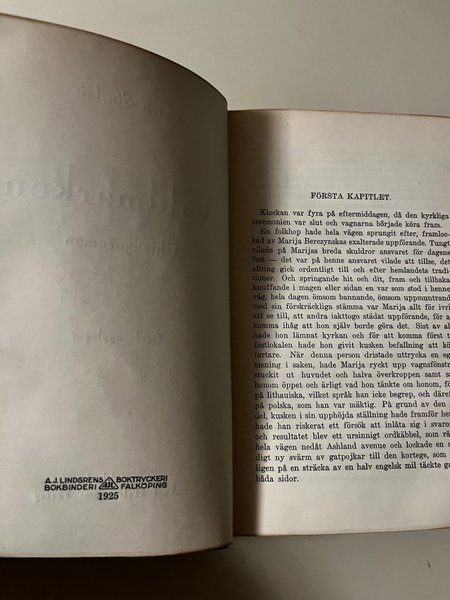 A. J. LINDGRENS BOKTRYCKERI
BOKBINDERI FALKÖPING
1925
FÖRSTA KAPITLET.
Klockan var fyra på eftermiddagen, då den kyrkliga
ceremonien var slut och vagnarna började köra fram.
En folkhop hade hela vägen sprungit efter, framloc-
kad av Marija Berezynskas exalterade uppförande. Tungt
vilade på Marijas breda skuldror ansvaret för dagens
fest — det var på henne ansvaret vilade att tillse, det
allting gick ordentligt till och efter hemlandets tradi-
tioner. Och springande hit och dit, fram och tillbaka
knuffande i magen eller sidan en var som stod i henne
väg, hela dagen ömsom bannande, ömsom uppmuntrand
med sin förskräckliga stämma var Marija allt för ivri
att se till, att andra iakttogo städat uppförande, för a
komma ihåg att hon själv borde göra det. Sist av al
hade hon lämnat kyrkan och för att komma först t
festlokalen hade hon givit kusken befallning att kö
fortare. När denna person dristade uttrycka en eg
mening i saken, hade Marija ryckt upp vagnsfönstr
stuckit ut huvudet och halva överkroppen samt s
honom öppet och ärligt vad hon tänkte om honom, fö
på lithauiska, vilket språk han icke begrep, och däref
på polska, som han var mäktig. På grund av den
del, kusken i sin upphöjda ställning hade framför hen
han riskerat ett försök att inlåta sig i svaro
och resultatet blev ett ursinnigt ordkäbbel, som rä
hela vägen nedåt Ashland avenue och lockade en s
digt ny svärm av gatpojkar till den kortege, som
ligen på en sträcka av en halv engelsk mil täckte ga
båda sidor.